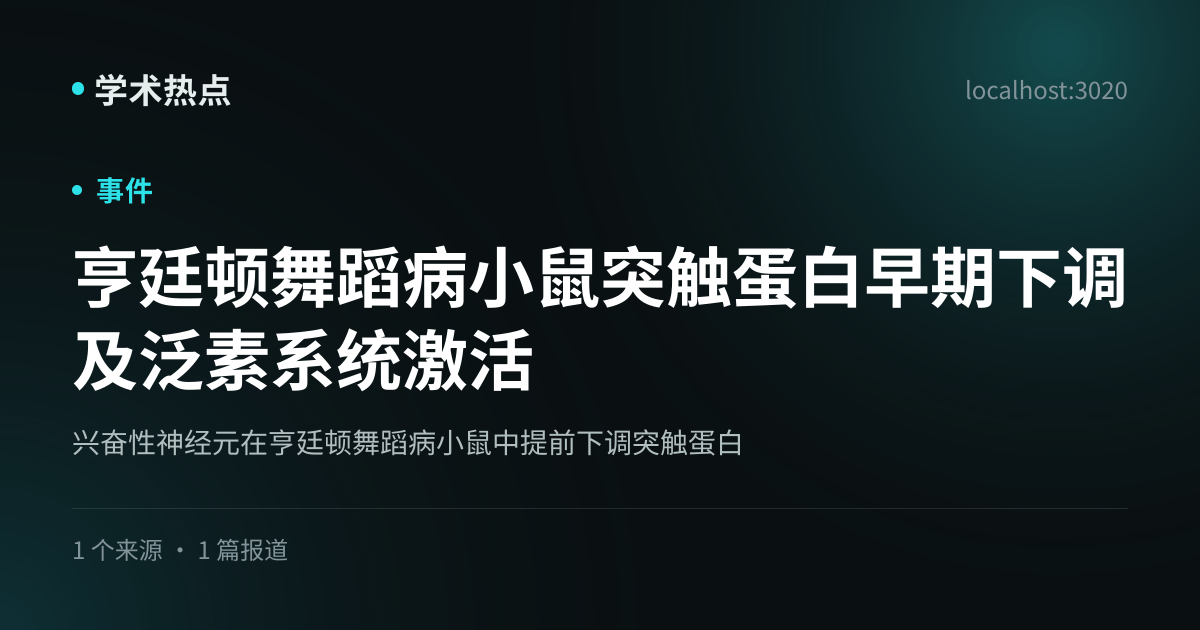 学术热点
localhost:3020
事件
亨廷顿舞蹈病小鼠突触蛋白早期下调
及泛素系统激活
兴奋性神经元在亨廷顿舞蹈病小鼠中提前下调突触蛋白
1 个来源 · 1 篇报道